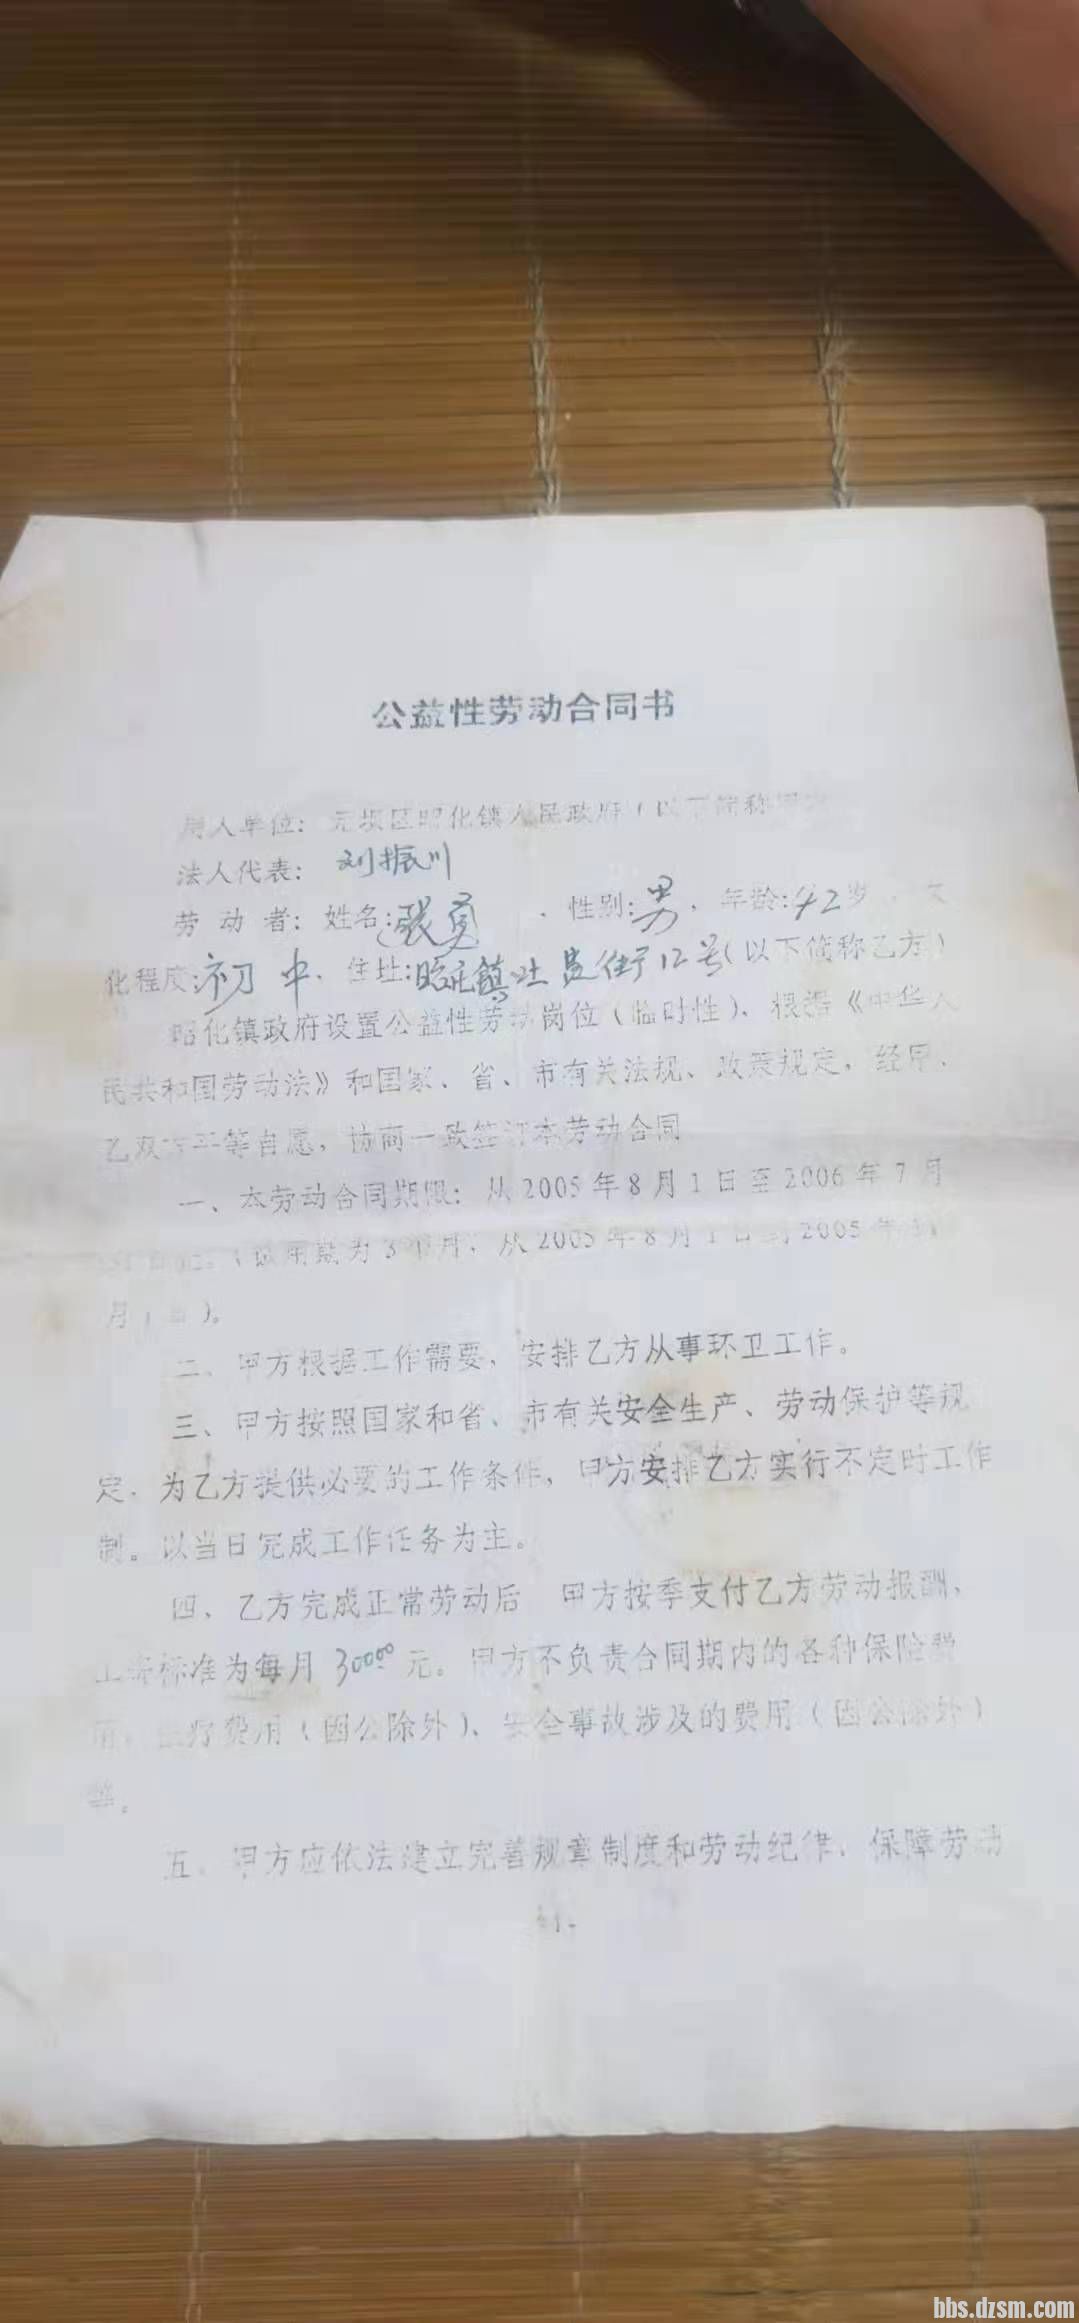 公益性劳动合同书
用人单位：元坝区昭化镇人民政府（以下简称
法人代表：刘振川
劳动者：姓名：张勇、性别：男、年龄：42岁、文
化程度：初中、住址：昭化镇吐费街12号（以下简称乙方）
昭化镇政府设置公益性劳动岗位（临时性）、根据《中华人
民共和国劳动法》和国家、省、市有关法规、政策规定，经甲、
乙双方平等自愿，协商一致签订本劳动合同
一、本劳动合同期限：从2005年8月1日至2006年7月
（试用期为3个月，从2005年8月1日到2005年
月1日）。
二、甲方根据工作需要，安排乙方从事环卫工作。
三、甲方按照国家和省、市有关安全生产、劳动保护等规
定，为乙方提供必要的工作条件，甲方安排乙方实行不定时工作
制。以当日完成工作任务为主。
四、乙方完成正常劳动后 甲方按季支付乙方劳动报酬，
工资标准为每月300.00元。甲方不负责合同期内的各种保险费
用，医疗费用（因公除外）、安全事故涉及的费用（因公除外）
等。
五、甲方应依法建立完善规章制度和劳动纪律，保障劳动
bbs.dzsm.com